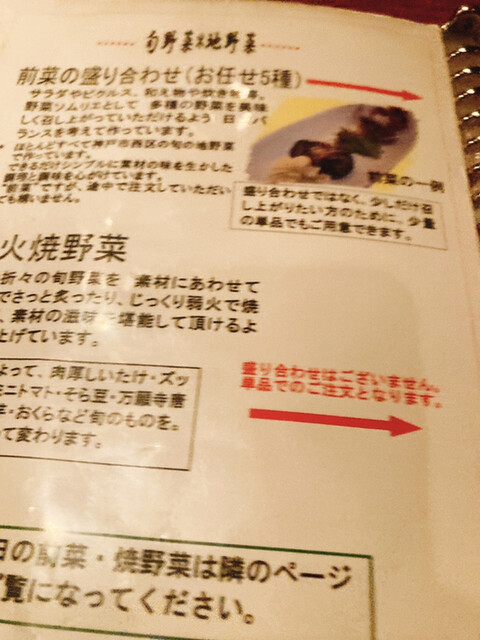 旬野菜×地野菜
前菜の盛り合わせ（お任せ5種）
サラダやピクルス、和え物や炊き
野菜ソムリエとして 多種の野菜を美味
しく召し上がっていただけるよう 日 バ
ランスを考えて作っています。
ほとんどすべて神戸市西区の旬の地野菜
で作っています。
できるだけシンプルに素材の味を生かした
調理と興味を心がけています。
"前菜"ですが、途中で注文していただい
ても構いません。
前菜の一例
盛り合わせではなく、少しだけ召
し上がりたい方のために、少量
の単品でもご用意できます。
火焼野菜
折々の旬野菜を 素材にあわせて
でさっと炙ったり、じっくり弱火で焼
、素材の滋味を堪能して頂けるよ
上げています。
盛り合わせはございません。
単品でのご注文となります。
よって、肉厚しいたけ・ズッ
ミニトマト・そら豆・万願寺唐
・おくらなど旬のものを。
て変わります。
日の前菜・焼野菜は隣のページ
ご覧になってください。